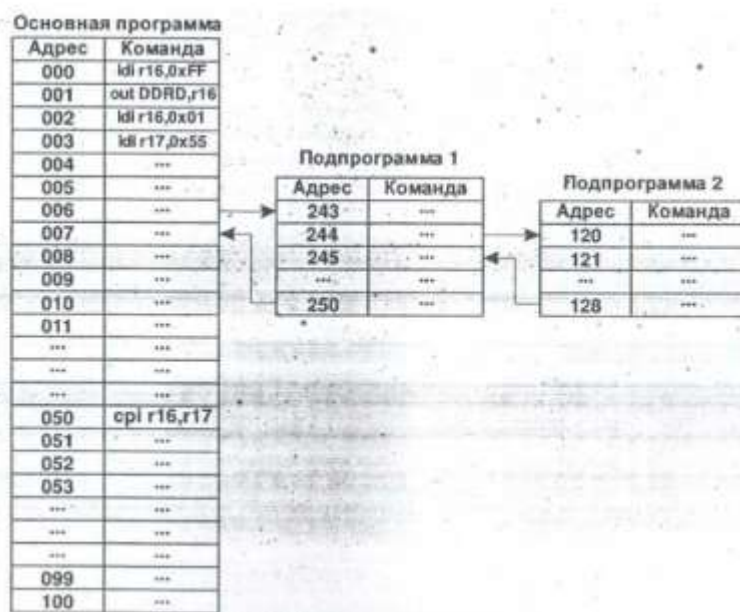 Основная программа
Адрес Команда
000 ldi r16,0xFF
001 out DDRD,r16
002 ldi r16,0x01
003 ldi r17,0x55
004 ...
005 ...
006 ...
007 ...
008 ...
009 ...
010 ...
011 ...
... ...
... ...
... ...
050 cpi r16,r17
051 ...
052 ...
053 ...
... ...
... ...
... ...
099 ...
100 ...
Подпрограмма 1
Адрес Команда
243 ...
244 ...
245 ...
... ...
250 ...
Подпрограмма 2
Адрес Команда
120 ...
121 ...
... ...
128 ...